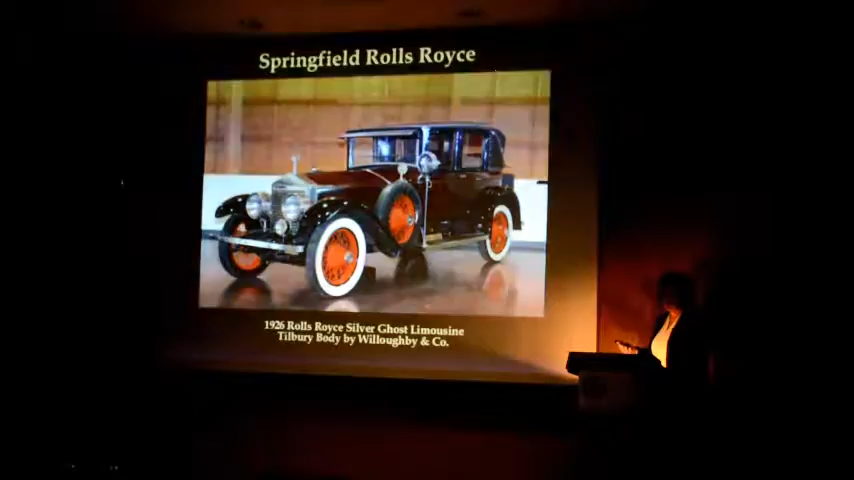 Springfield Rolls Royce
1926 Rolls Royce Silver Ghost Limousine
Tilbury Body by Willoughby & Co.